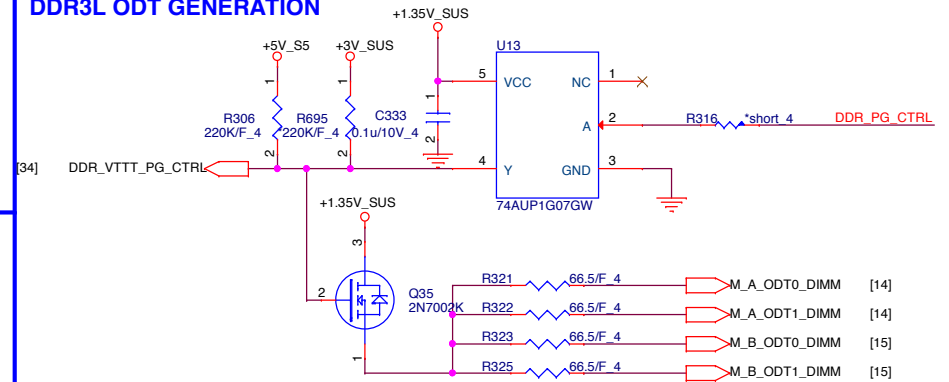 DDR3L ODT GENERATION
+1.35V_SUS
+5V_S5
+3V_SUS
U13
5
VCC
NC
1
1
1
1
R306
220K/F_4
R695
*220K/F_4
C333
0.1u/10V_4
A
2
R316
*short_4
DDR_PG_CTRL
2
2
2
[34]
DDR_VTTT_PG_CTRL
4
Y
GND
3
74AUP1G07GW
+1.35V_SUS
3
2
Q35
2N7002K
1
R321
66.5/F_4
M_A_ODT0_DIMM
[14]
R322
66.5/F_4
M_A_ODT1_DIMM
[14]
R323
66.5/F_4
M_B_ODT0_DIMM
[15]
R325
66.5/F_4
M_B_ODT1_DIMM
[15]